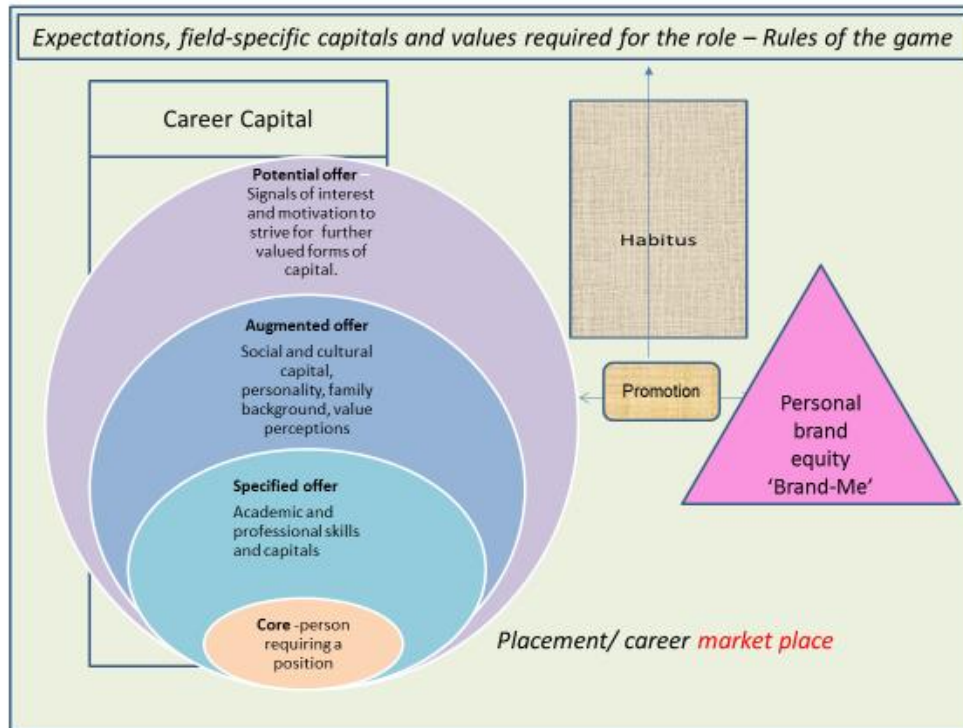 Expectations, field-specific capitals and values required for the role – Rules of the game
Career Capital
Potential offer –
Signals of interest
and motivation to
strive for further
valued forms of
capital.
Augmented offer
Social and cultural
capital,
personality, family
background, value
perceptions
Specified offer
Academic and
professional skills
and capitals
Core -person
requiring a
position
Habitus
Promotion
Personal
brand
equity
‘Brand-Me’
Placement/ career market place